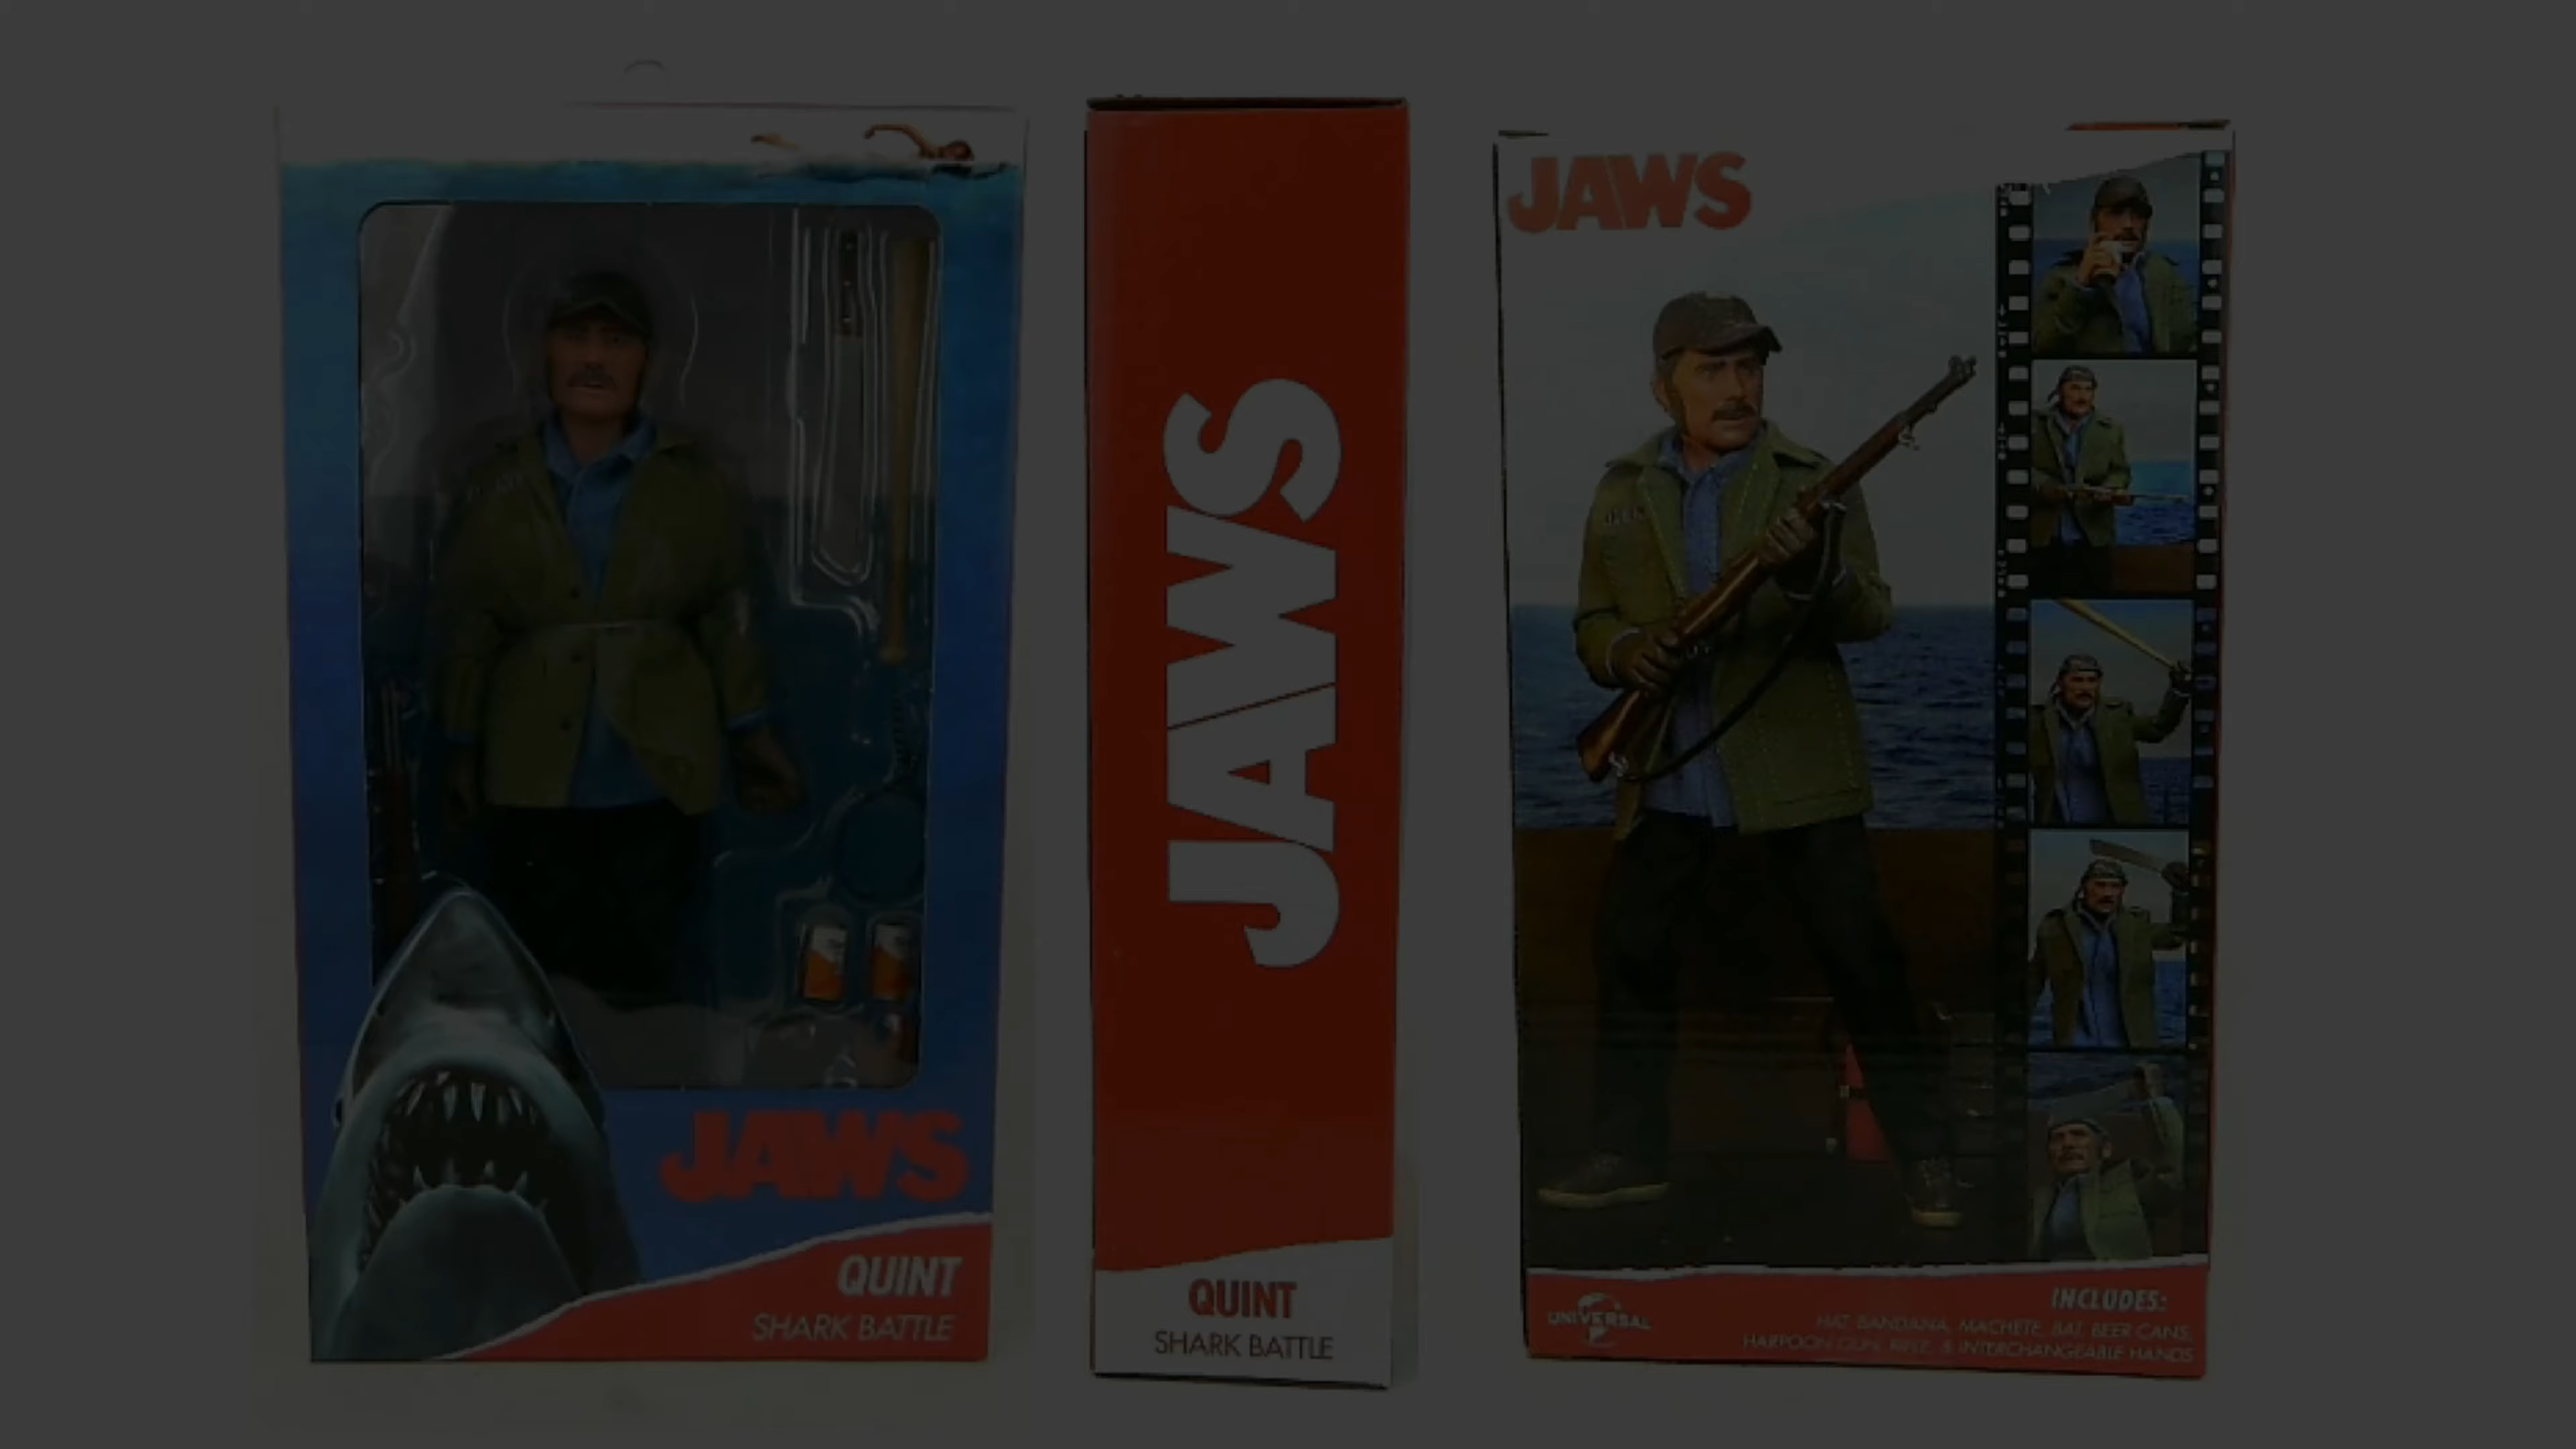 JAWS
QUINT
SHARK BATTLE
JAWS
QUINT
SHARK BATTLE
JAWS
UNIVERSAL
INCLUDES:
HAT, BANDANA, MACHETE, BAT, BEER CANS,
HARPOON GUN, RIFLE, & INTERCHANGEABLE HANDS